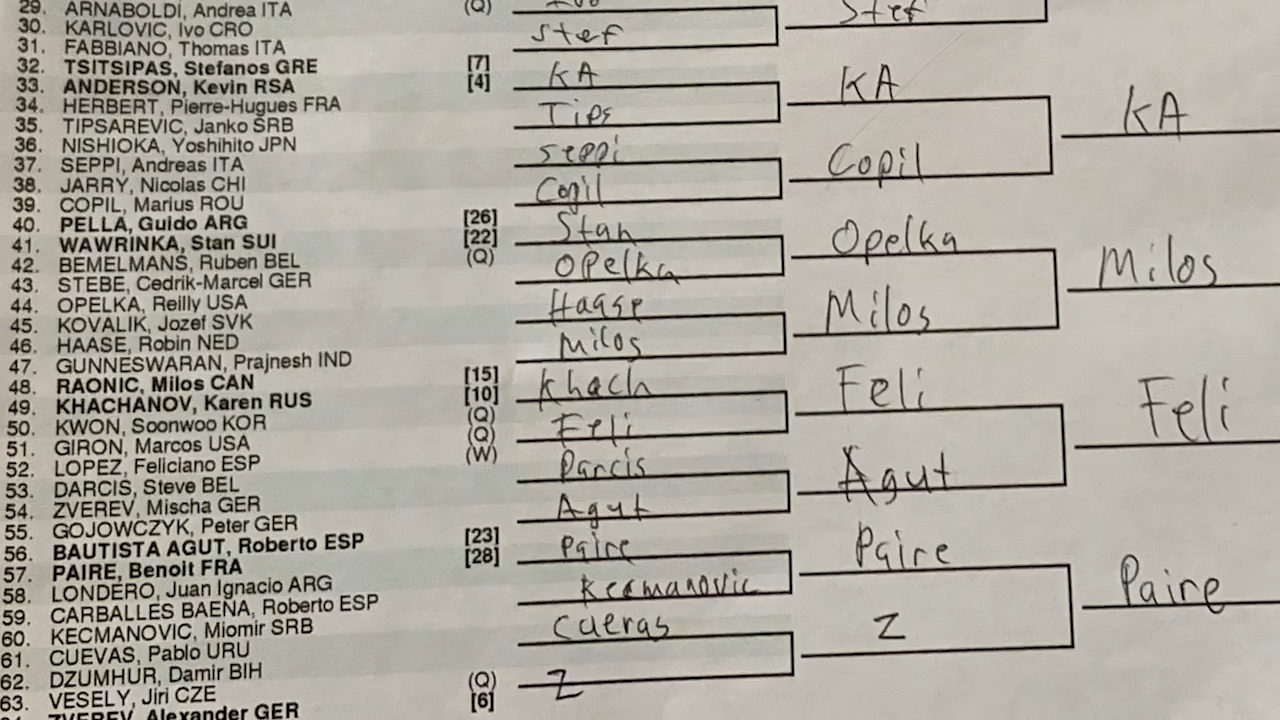 29. ARNABOLDI, Andrea ITA (Q)
30. KARLOVIC, Ivo CRO
31. FABBIANO, Thomas ITA
32. TSITSIPAS, Stefanos GRE [7]
33. ANDERSON, Kevin RSA [4]
34. HERBERT, Pierre-Hugues FRA
35. TIPSAREVIC, Janko SRB
36. NISHIOKA, Yoshihito JPN
37. SEPPI, Andreas ITA
38. JARRY, Nicolas CHI
39. COPIL, Marius ROU
40. PELLA, Guido ARG [26]
41. WAWRINKA, Stan SUI [22]
42. BEMELMANS, Ruben BEL (Q)
43. STEBE, Cedrik-Marcel GER
44. OPELKA, Reilly USA
45. KOVALIK, Jozef SVK
46. HAASE, Robin NED
47. GUNNESWARAN, Prajnesh IND
48. RAONIC, Milos CAN [15]
49. KHACHANOV, Karen RUS [10]
50. KWON, Soonwoo KOR (Q)
51. GIRON, Marcos USA (Q)
52. LOPEZ, Feliciano ESP (W)
53. DARCIS, Steve BEL
54. ZVEREV, Mischa GER
55. GOJOWCZYK, Peter GER
56. BAUTISTA AGUT, Roberto ESP [23]
57. PAIRE, Benoit FRA [28]
58. LONDERO, Juan Ignacio ARG
59. CARBALLES BAENA, Roberto ESP
60. KECMANOVIC, Miomir SRB
61. CUEVAS, Pablo URU
62. DZUMHUR, Damir BIH
63. VESELY, Jiri CZE (Q)
ZVEREV, Alexander GER [6]
Stef
KA
Tips
Seppi
Copil
Stan
Opelka
Haase
Milos
Khach
Feli
Darcis
Agut
Paire
Kecmanovic
Cueras
Z
Stef
KA
Copil
Opelka
Milos
Feli
Agut
Paire
Z
KA
Milos
Feli
Paire